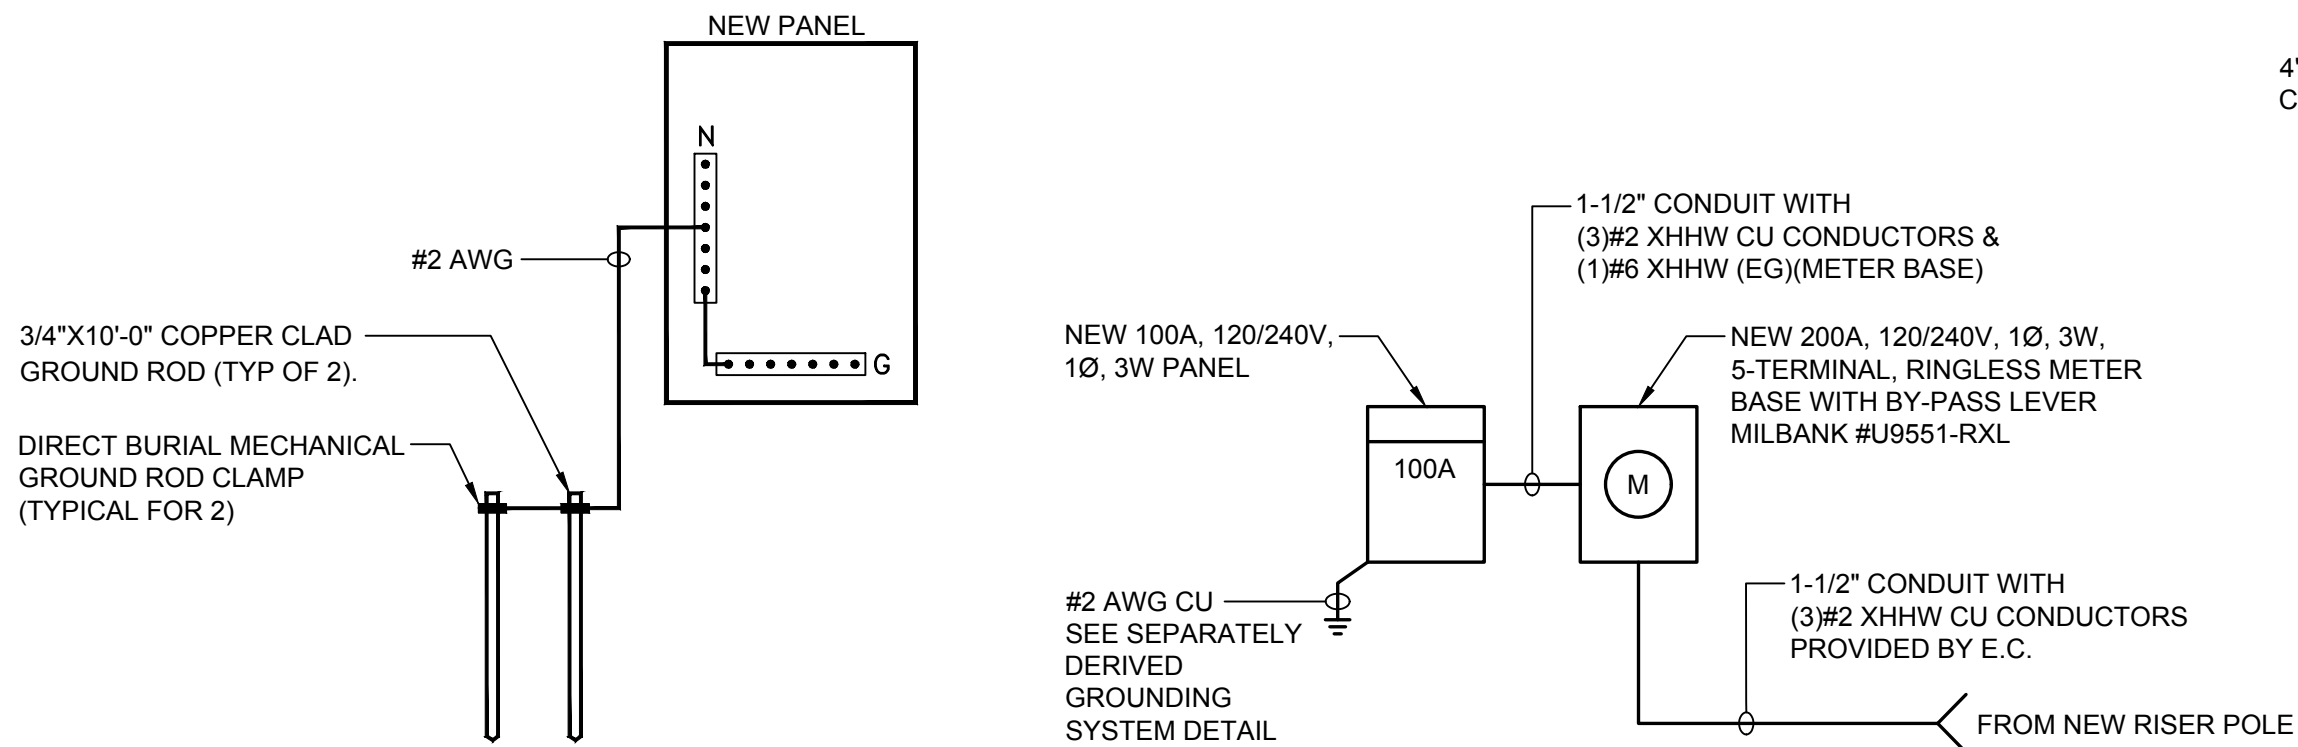 NEW PANEL
N
#2 AWG
G
3/4"X10'-0" COPPER CLAD
GROUND ROD (TYP OF 2).
DIRECT BURIAL MECHANICAL
GROUND ROD CLAMP
(TYPICAL FOR 2)
4'
C
1-1/2" CONDUIT WITH
(3)#2 XHHW CU CONDUCTORS &
(1)#6 XHHW (EG)(METER BASE)
NEW 100A, 120/240V,
1Ø, 3W PANEL
NEW 200A, 120/240V, 1Ø, 3W,
5-TERMINAL, RINGLESS METER
BASE WITH BY-PASS LEVER
MILBANK #U9551-RXL
100A
M
#2 AWG CU
SEE SEPARATELY
DERIVED
GROUNDING
SYSTEM DETAIL
1-1/2" CONDUIT WITH
(3)#2 XHHW CU CONDUCTORS
PROVIDED BY E.C.
FROM NEW RISER POLE